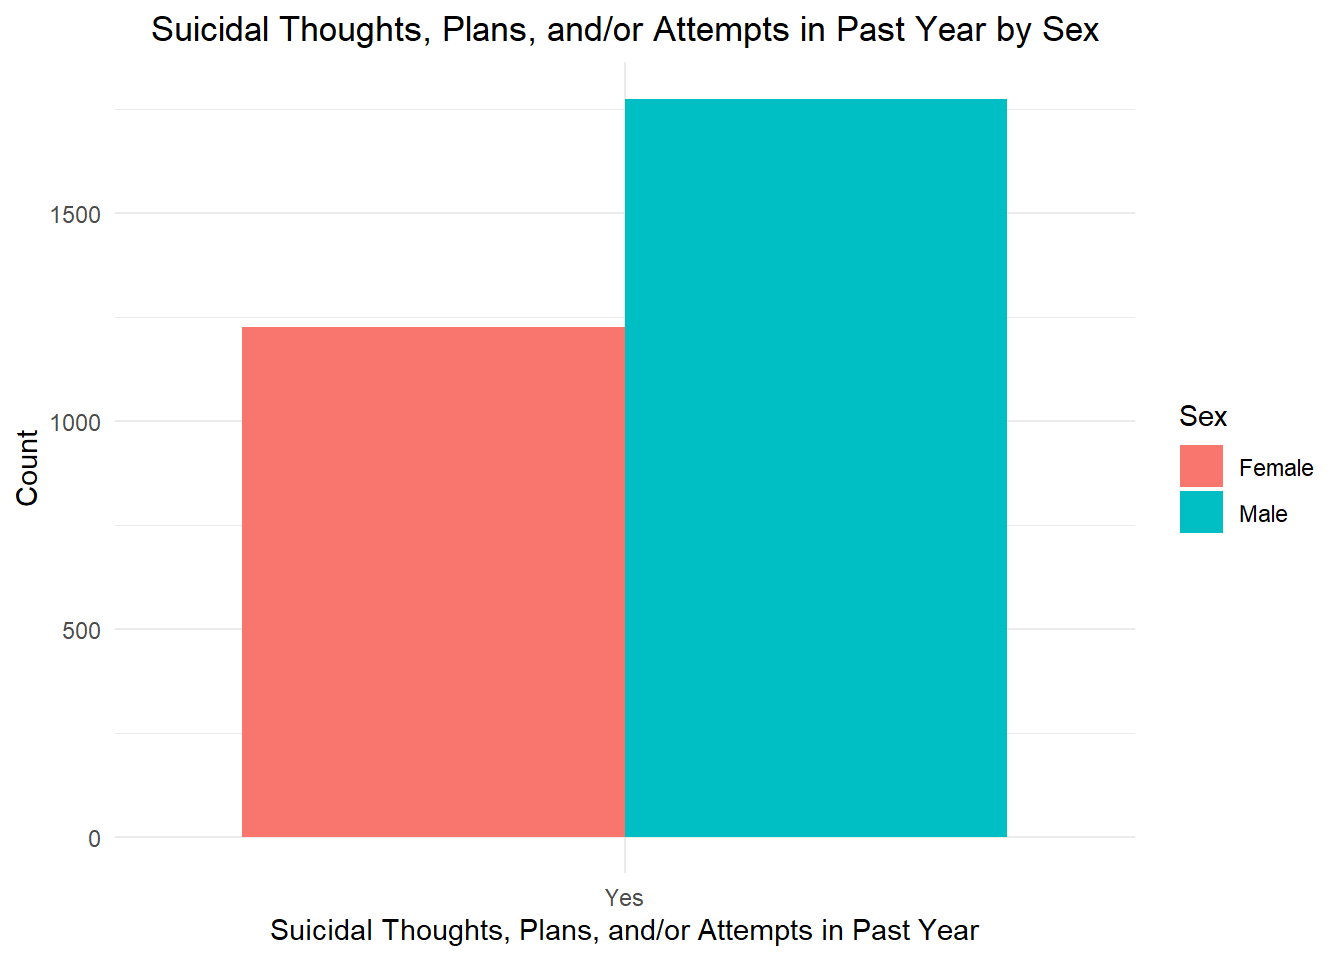 Suicidal Thoughts, Plans, and/or Attempts in Past Year by Sex
Count
1500
1000
500
0
Yes
Suicidal Thoughts, Plans, and/or Attempts in Past Year
Sex
Female
Male